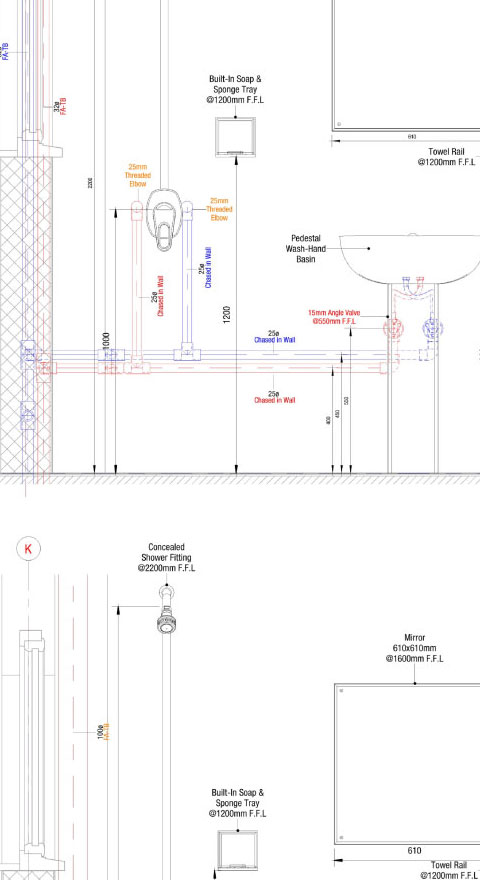 FA-TB
32ø
FA-TB
Built-In Soap &
Sponge Tray
@1200mm F.F.L
610
Towel Rail
@1200mm F.F.L
2200
25mm
Threaded
Elbow
25mm
Threaded
Elbow
Pedestal
Wash-Hand
Basin
25ø
Chased in Wall
25ø
Chased in Wall
1200
1000
15mm Angle Valve
@550mm F.F.L
25ø
Chased in Wall
25ø
Chased in Wall
400
450
550
K
Concealed
Shower Fitting
@2200mm F.F.L
Mirror
610x610mm
@1600mm F.F.L
100ø
FA-TB
Built-In Soap &
Sponge Tray
@1200mm F.F.L
610
Towel Rail
@1200mm F.F.L